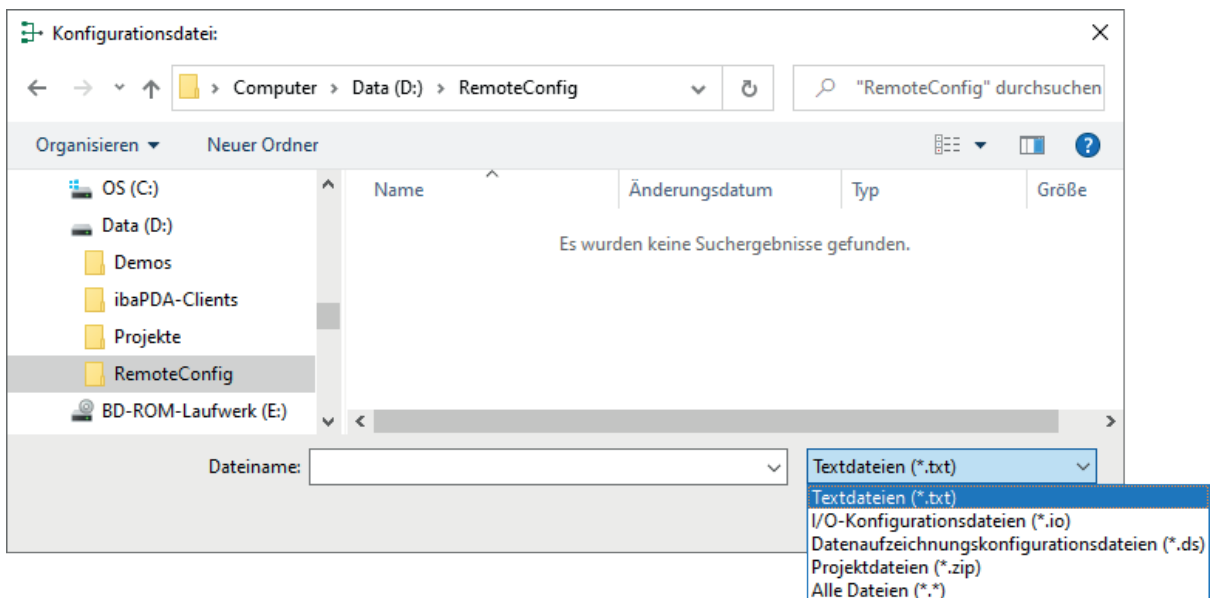 Konfigurationsdatei:
Computer > Data (D:) > RemoteConfig
"RemoteConfig" durchsuchen
Organisieren Neuer Ordner
OS (C:)
Data (D:)
Demos
ibaPDA-Clients
Projekte
RemoteConfig
BD-ROM-Laufwerk (E:)
Name Änderungsdatum Typ Größe
Es wurden keine Suchergebnisse gefunden.
Dateiname:
Textdateien (*.txt)
Textdateien (*.txt)
I/O-Konfigurationsdateien (*.io)
Datenaufzeichnungskonfigurationsdateien (*.ds)
Projektdateien (*.zip)
Alle Dateien (*.*)